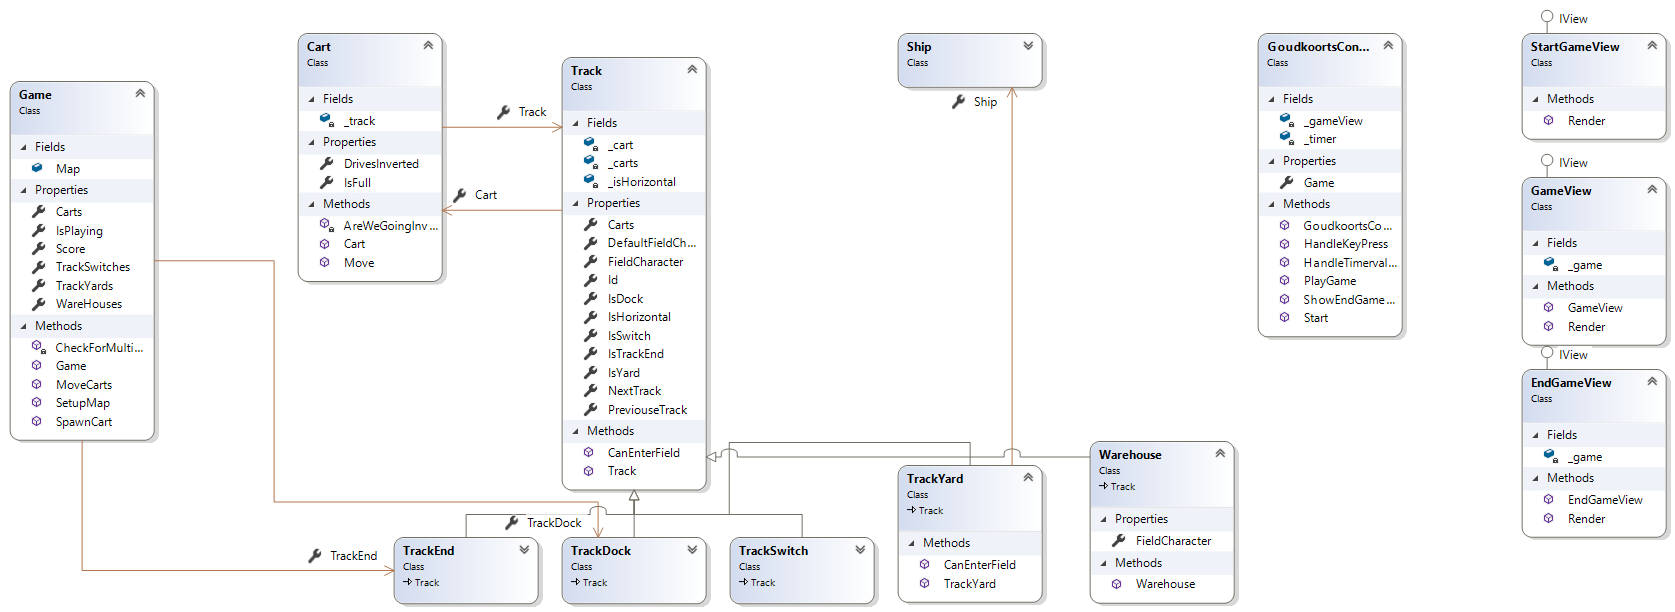 Game
Class
Fields
Map
Properties
Carts
IsPlaying
Score
TrackSwitches
TrackYards
WareHouses
Methods
CheckForMulti...
Game
MoveCarts
SetupMap
SpawnCart
Cart
Class
Fields
_track
Properties
DrivesInverted
IsFull
Methods
AreWeGoingInv...
Cart
Move
Track
Cart
Track
Class
Fields
_cart
_carts
_isHorizontal
Properties
Carts
DefaultFieldCh...
FieldCharacter
Id
IsDock
IsHorizontal
IsSwitch
IsTrackEnd
IsYard
NextTrack
PreviouseTrack
Methods
CanEnterField
Track
Ship
Class
Ship
TrackDock
TrackEnd
TrackEnd
Class
Track
TrackDock
Class
Track
TrackSwitch
Class
Track
TrackYard
Class
Track
Methods
CanEnterField
TrackYard
Warehouse
Class
Track
Properties
FieldCharacter
Methods
Warehouse
GoudkoortsCon...
Class
Fields
_gameView
_timer
Properties
Game
Methods
GoudkoortsCo...
HandleKeyPress
HandleTimerval...
PlayGame
ShowEndGame...
Start
IView
StartGameView
Class
Methods
Render
IView
GameView
Class
Fields
_game
Methods
GameView
Render
IView
EndGameView
Class
Fields
_game
Methods
EndGameView
Render